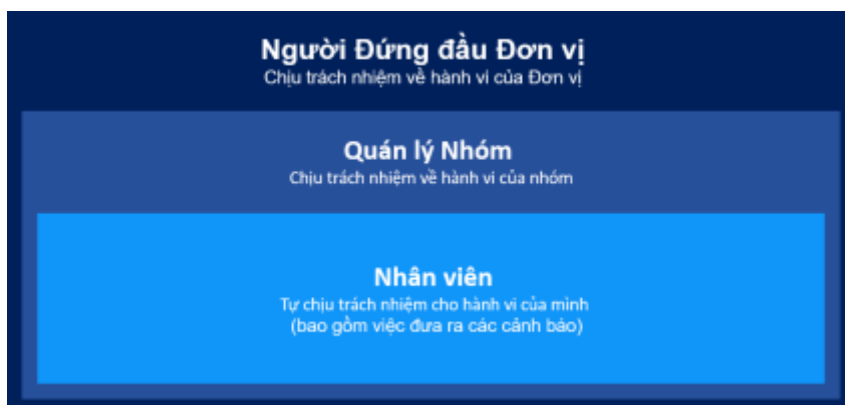 Người Đứng đầu Đơn vị
Chịu trách nhiệm về hành vi của Đơn vị
Quán lý Nhóm
Chịu trách nhiệm về hành vi của nhóm
Nhân viên
Tự chịu trách nhiệm cho hành vi của mình
(bao gồm việc đưa ra các cảnh báo)